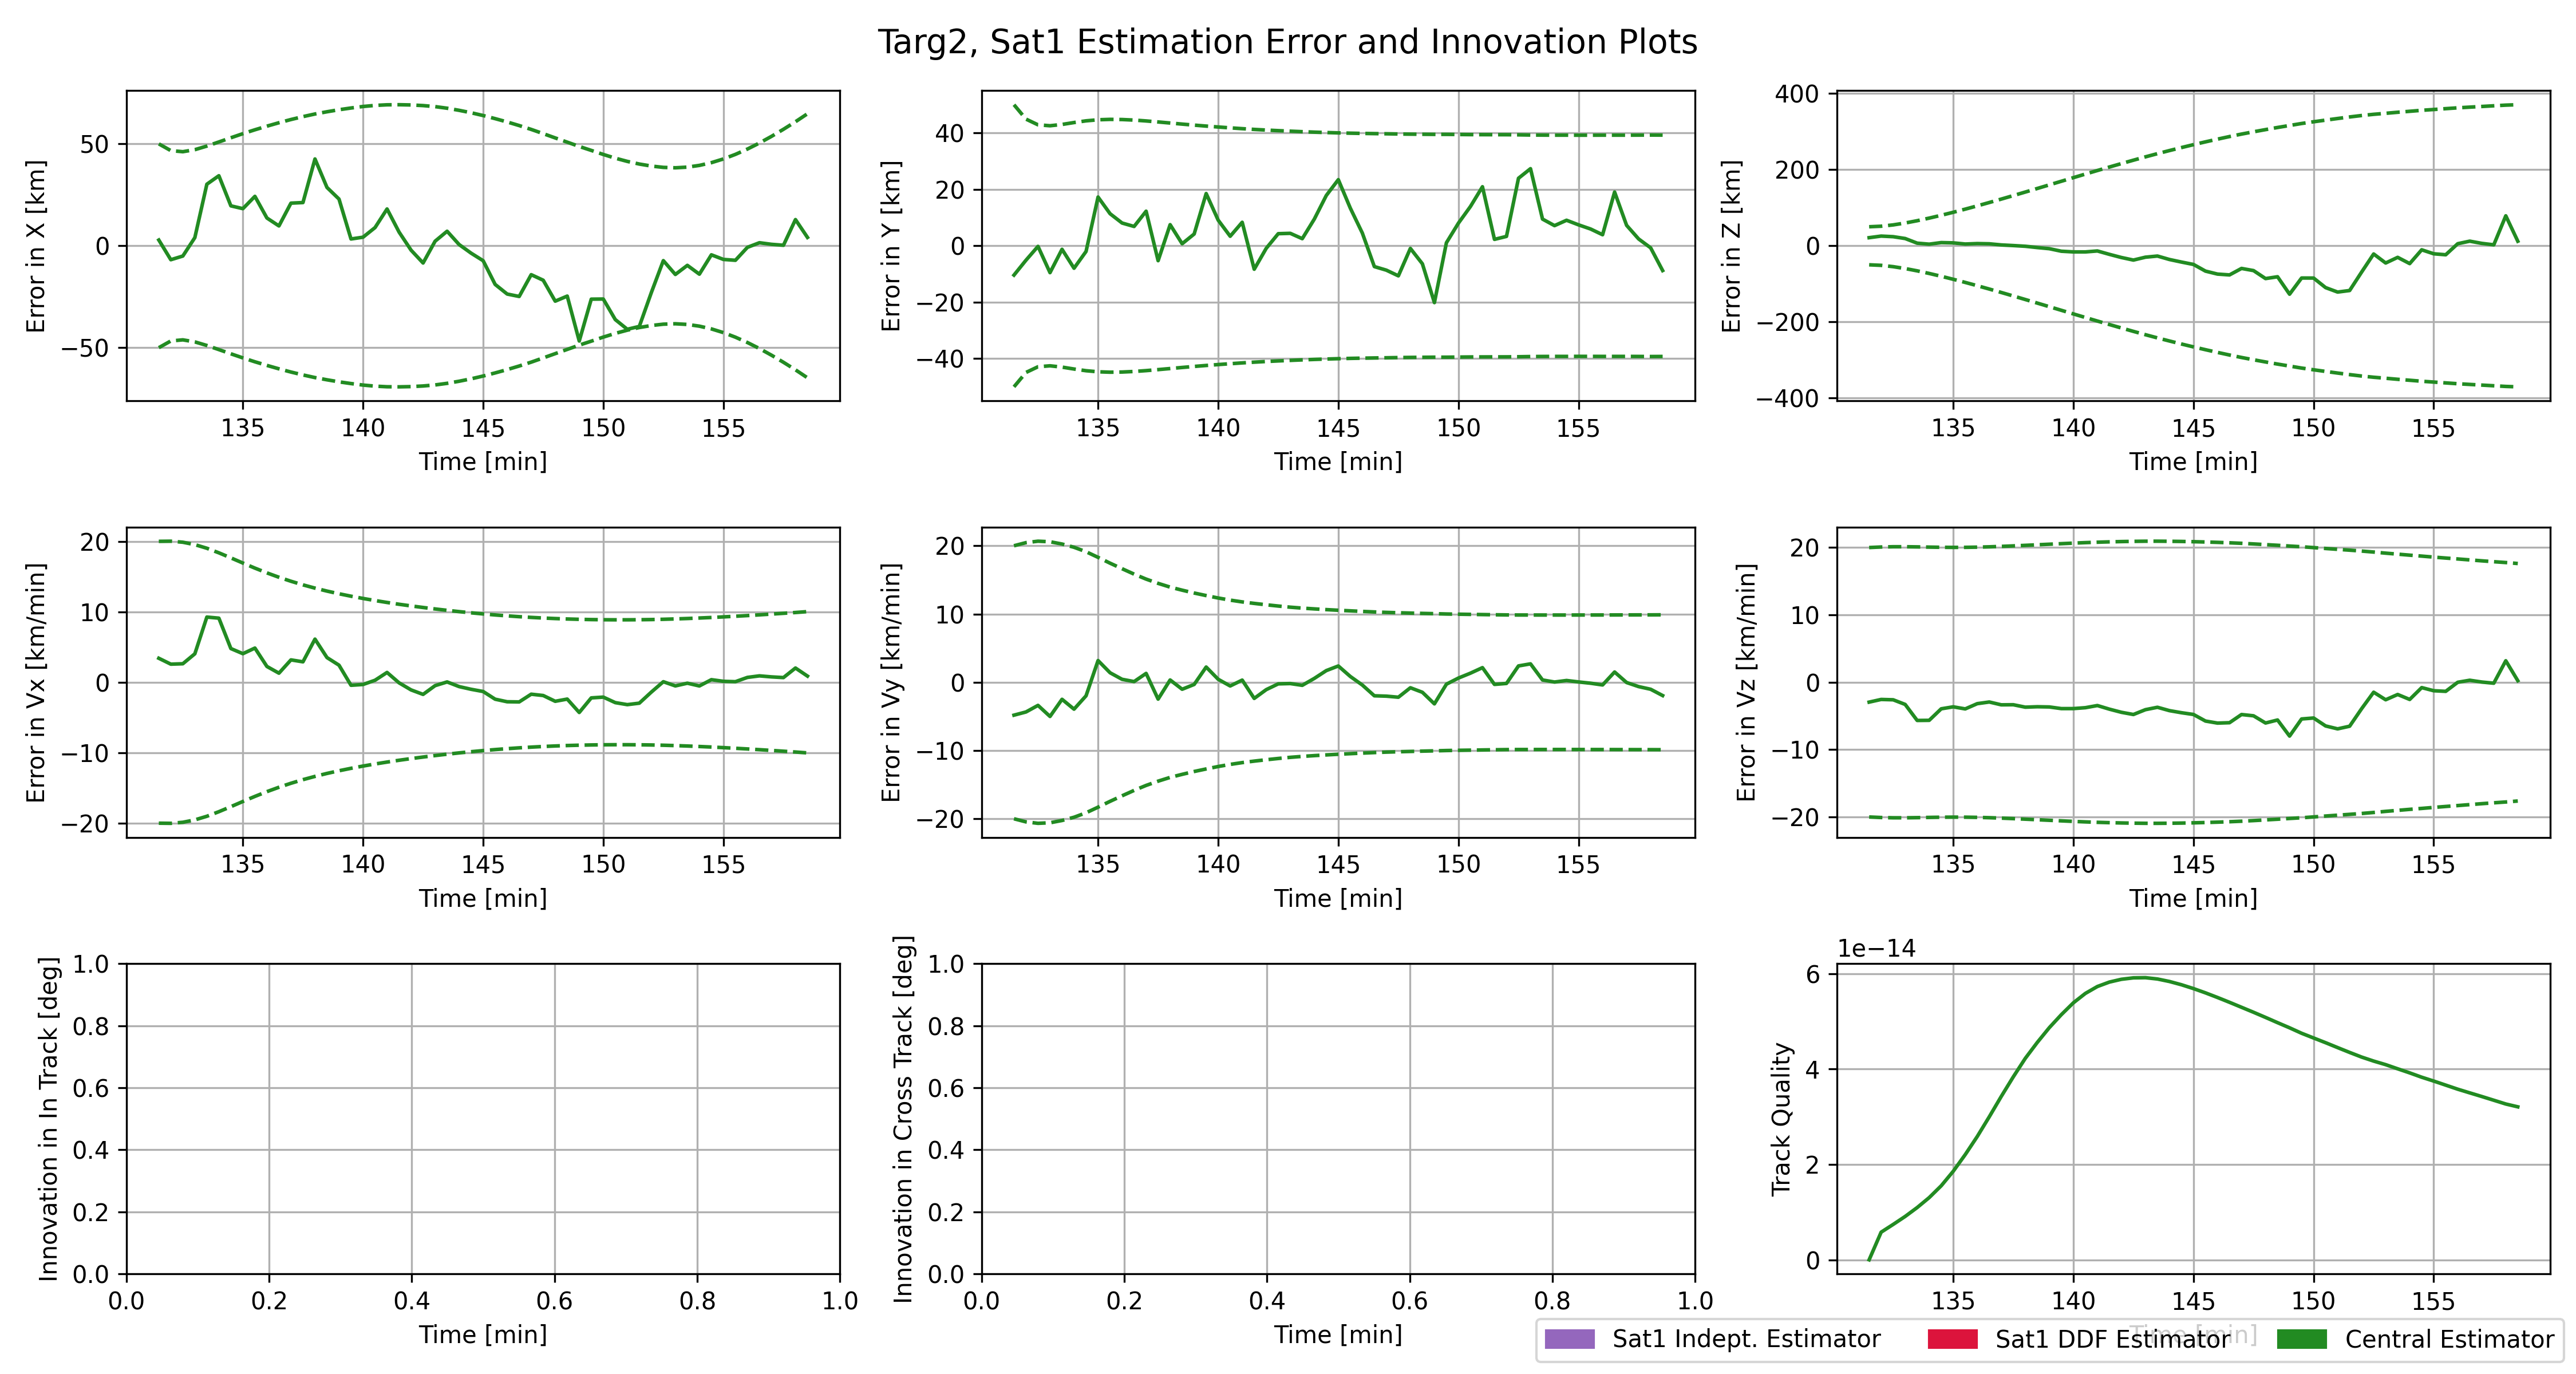 Targ2, Sat1 Estimation Error and Innovation Plots
Error in X [km]
50
0
−50
135 140 145 150 155
Time [min]
Error in Y [km]
40
20
0
−20
−40
135 140 145 150 155
Time [min]
Error in Z [km]
400
200
0
−200
−400
135 140 145 150 155
Time [min]
Error in Vx [km/min]
20
10
0
−10
−20
135 140 145 150 155
Time [min]
Error in Vy [km/min]
20
10
0
−10
−20
135 140 145 150 155
Time [min]
Error in Vz [km/min]
20
10
0
−10
−20
135 140 145 150 155
Time [min]
Innovation in In Track [deg]
1.0
0.8
0.6
0.4
0.2
0.0
0.0 0.2 0.4 0.6 0.8 1.0
Time [min]
Innovation in Cross Track [deg]
1.0
0.8
0.6
0.4
0.2
0.0
0.0 0.2 0.4 0.6 0.8 1.0
Time [min]
1e−14
Track Quality
6
4
2
0
135 140 145 150 155
Time [min]
Sat1 Indept. Estimator Sat1 DDF Estimator Central Estimator